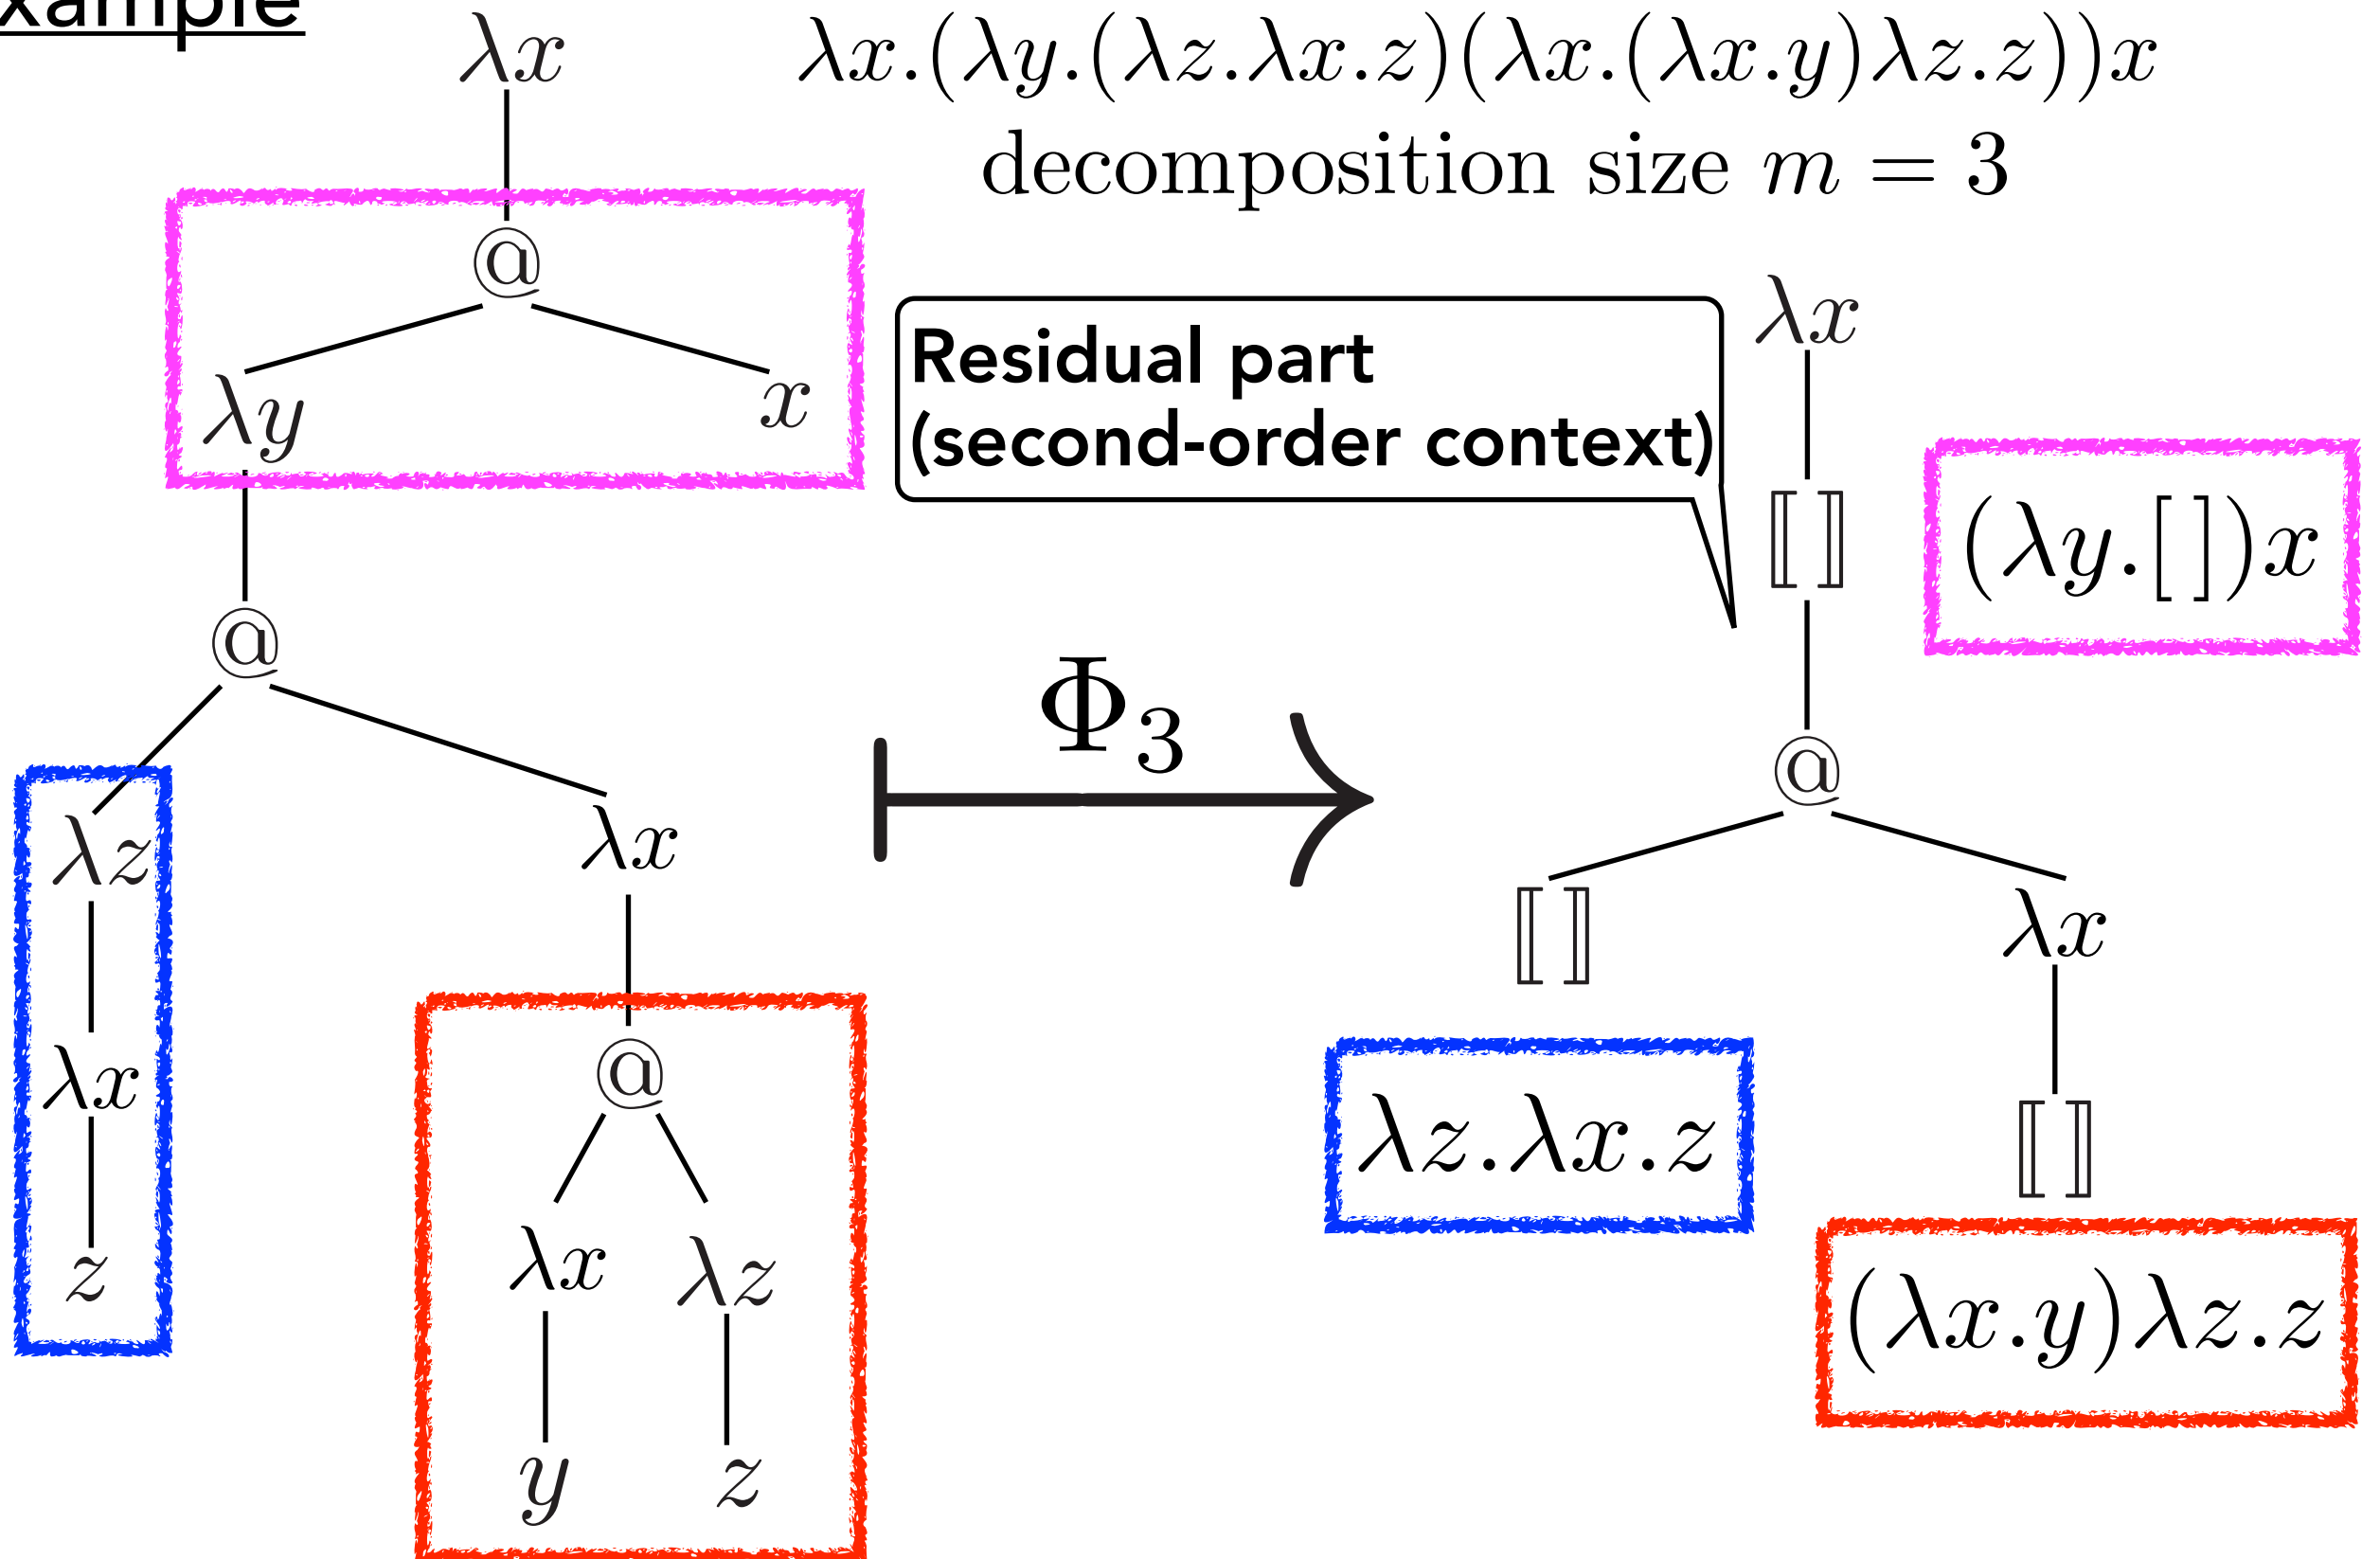 xample
λx.(λy.(λz.λx.z)(λx.(λx.y)λz.z))x
decomposition size m = 3
λx
@
λy
x
@
λz
λx
z
λx
@
λx
λz
y
z
Φ₃
Residual part
(second-order context)
λx
⟦ ⟧
(λy.[ ])x
@
⟦ ⟧
λx
λz.λx.z
⟦ ⟧
(λx.y)λz.z